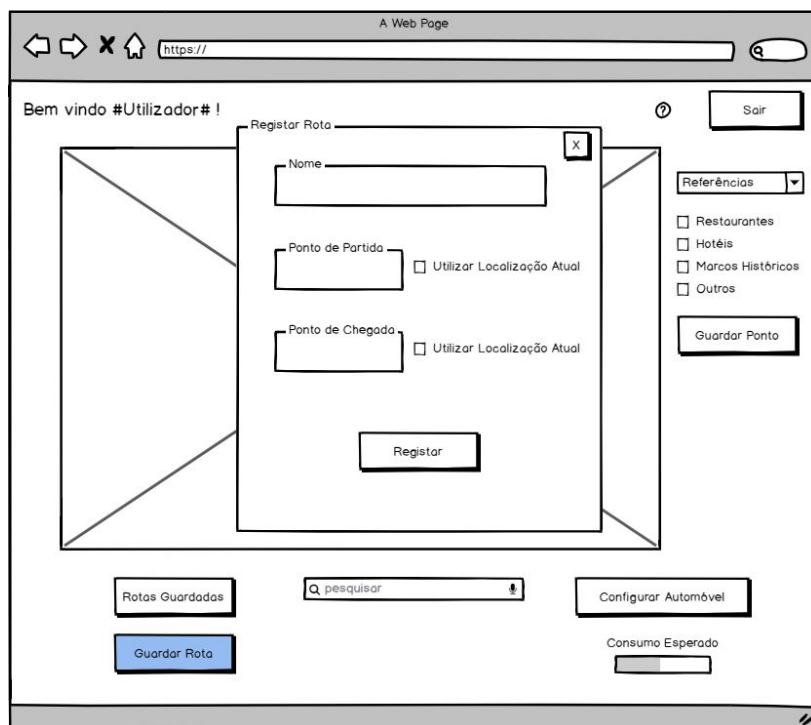 A Web Page
https://
Bem vindo #Utilizador# !
?
Sair
Registar Rota
X
Nome
Ponto de Partida
Utilizar Localização Atual
Ponto de Chegada
Utilizar Localização Atual
Registar
Referências
Restaurantes
Hotéis
Marcos Históricos
Outros
Guardar Ponto
Rotas Guardadas
pesquisar
Configurar Automóvel
Guardar Rota
Consumo Esperado